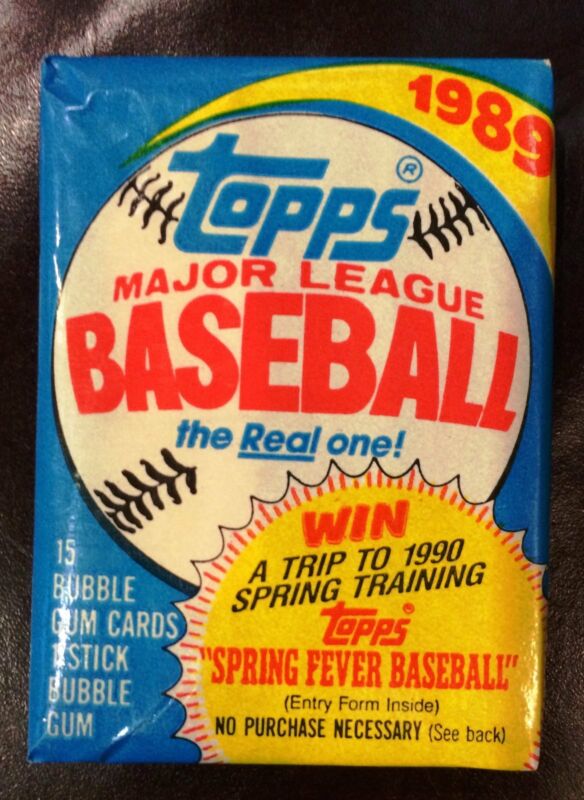 1989
Topps®
MAJOR LEAGUE
BASEBALL
the Real one!
WIN
A TRIP TO 1990
SPRING TRAINING
Topps®
"SPRING FEVER BASEBALL"
(Entry Form Inside)
NO PURCHASE NECESSARY (See back)
15
BUBBLE
GUM CARDS
1 STICK
BUBBLE
GUM